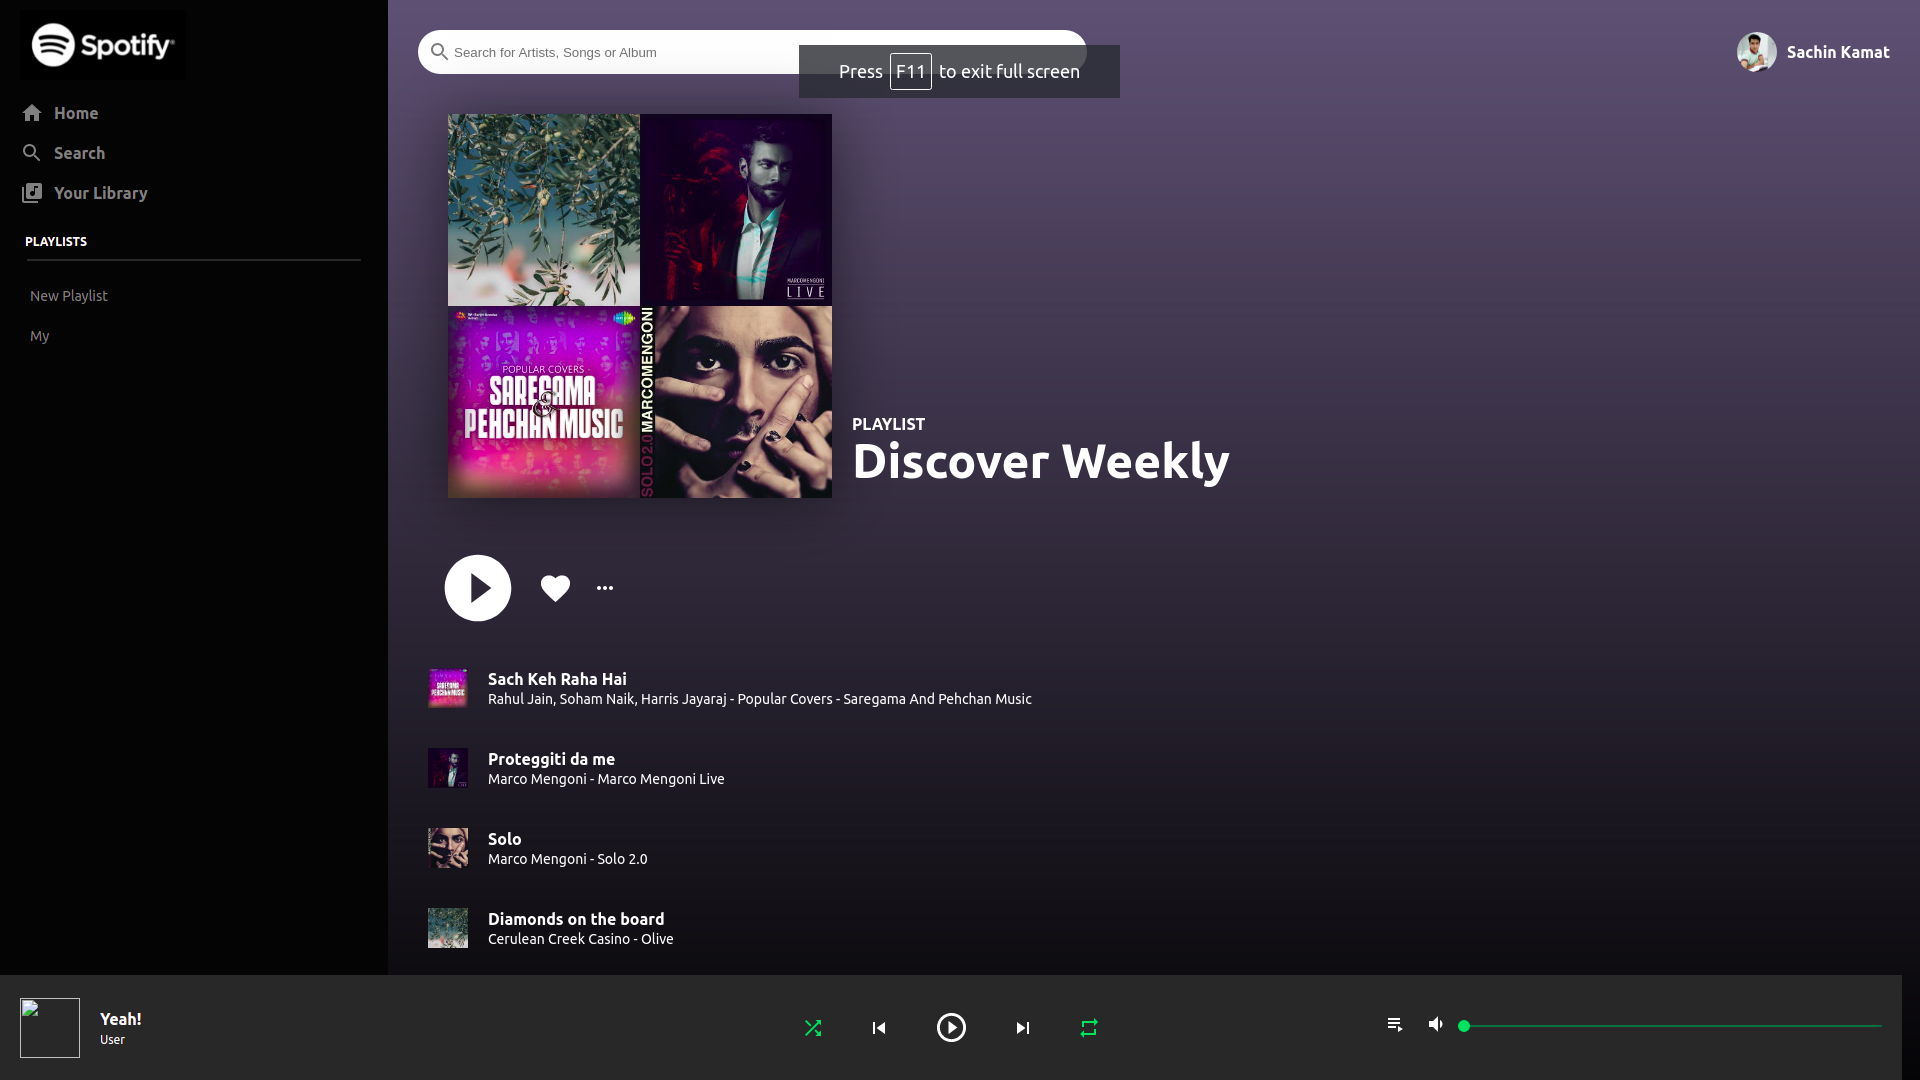 Spotify
Home
Search
Your Library
PLAYLISTS
New Playlist
My
Search for Artists, Songs or Album
Press F11 to exit full screen
Sachin Kamat
MARCOMENGONI
LIVE
POPULAR COVERS
SAREGAMA
&
PEHCHAN MUSIC
SOLO2.0 MARCOMENGONI
PLAYLIST
Discover Weekly
Sach Keh Raha Hai
Rahul Jain, Soham Naik, Harris Jayaraj - Popular Covers - Saregama And Pehchan Music
Proteggiti da me
Marco Mengoni - Marco Mengoni Live
Solo
Marco Mengoni - Solo 2.0
Diamonds on the board
Cerulean Creek Casino - Olive
Yeah!
User